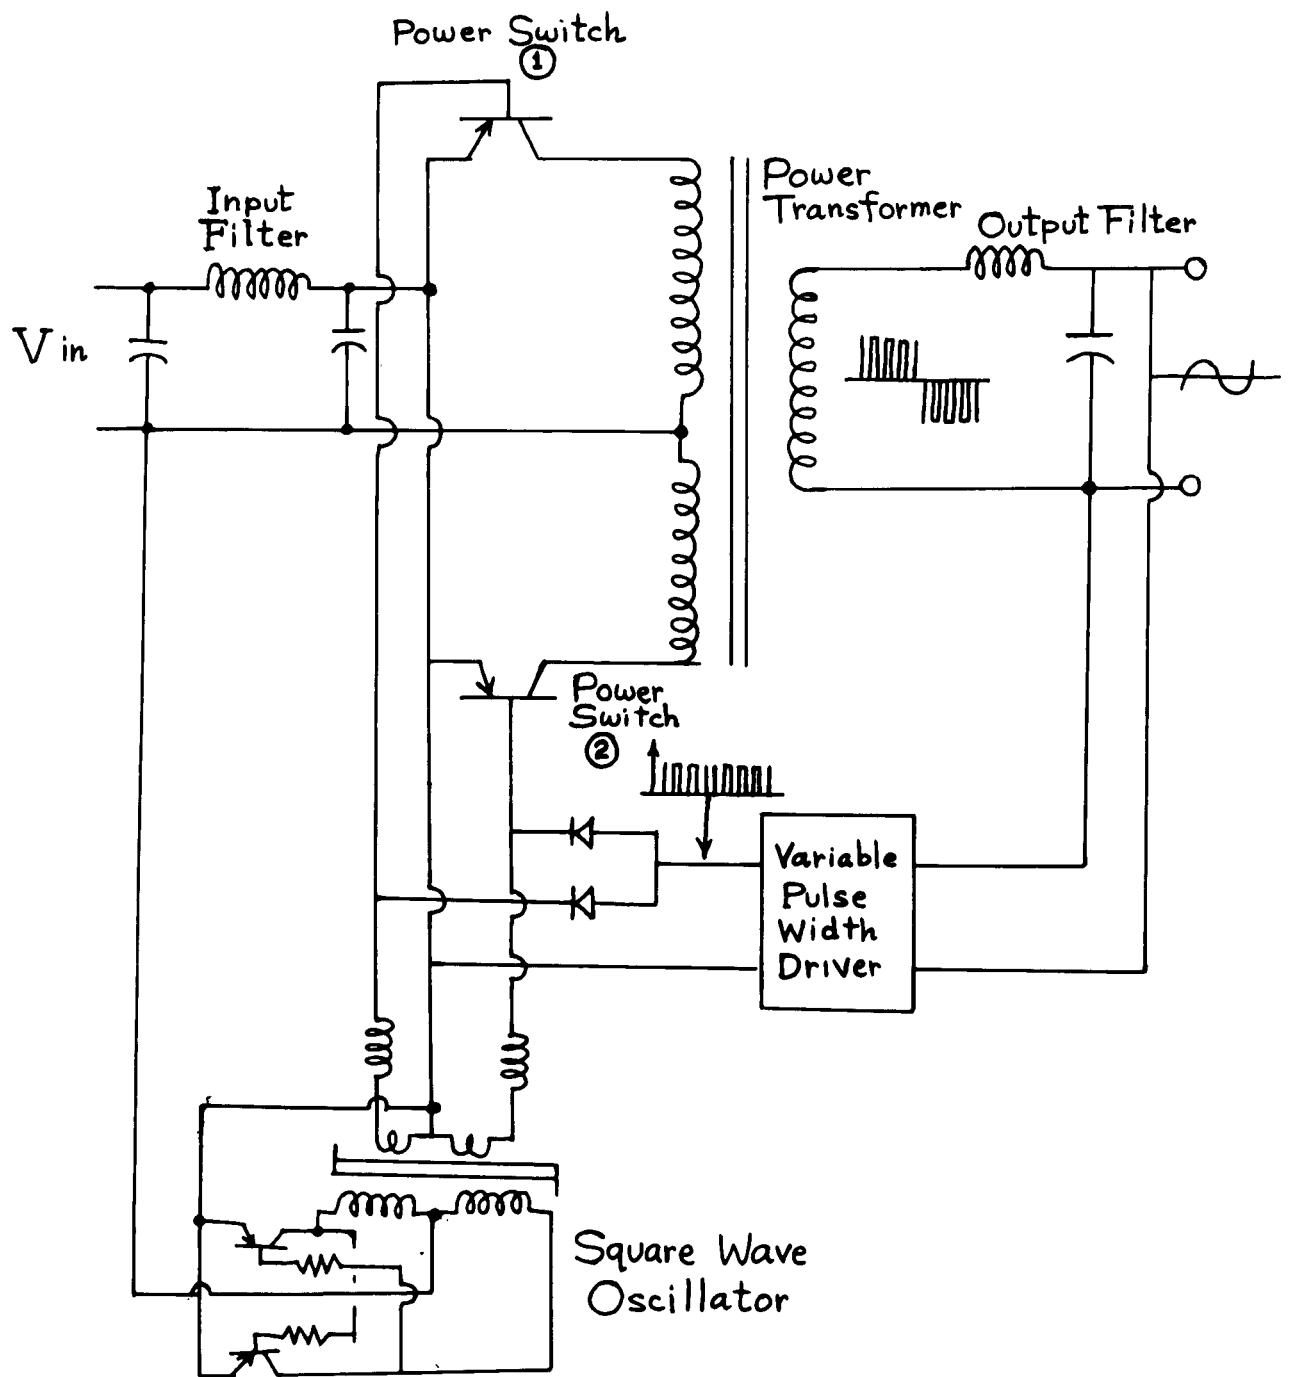 Power Switch
1
Input
Filter
Power
Transformer
Output Filter
V in
Power
Switch
2
Variable
Pulse
Width
Driver
Square Wave
Oscillator